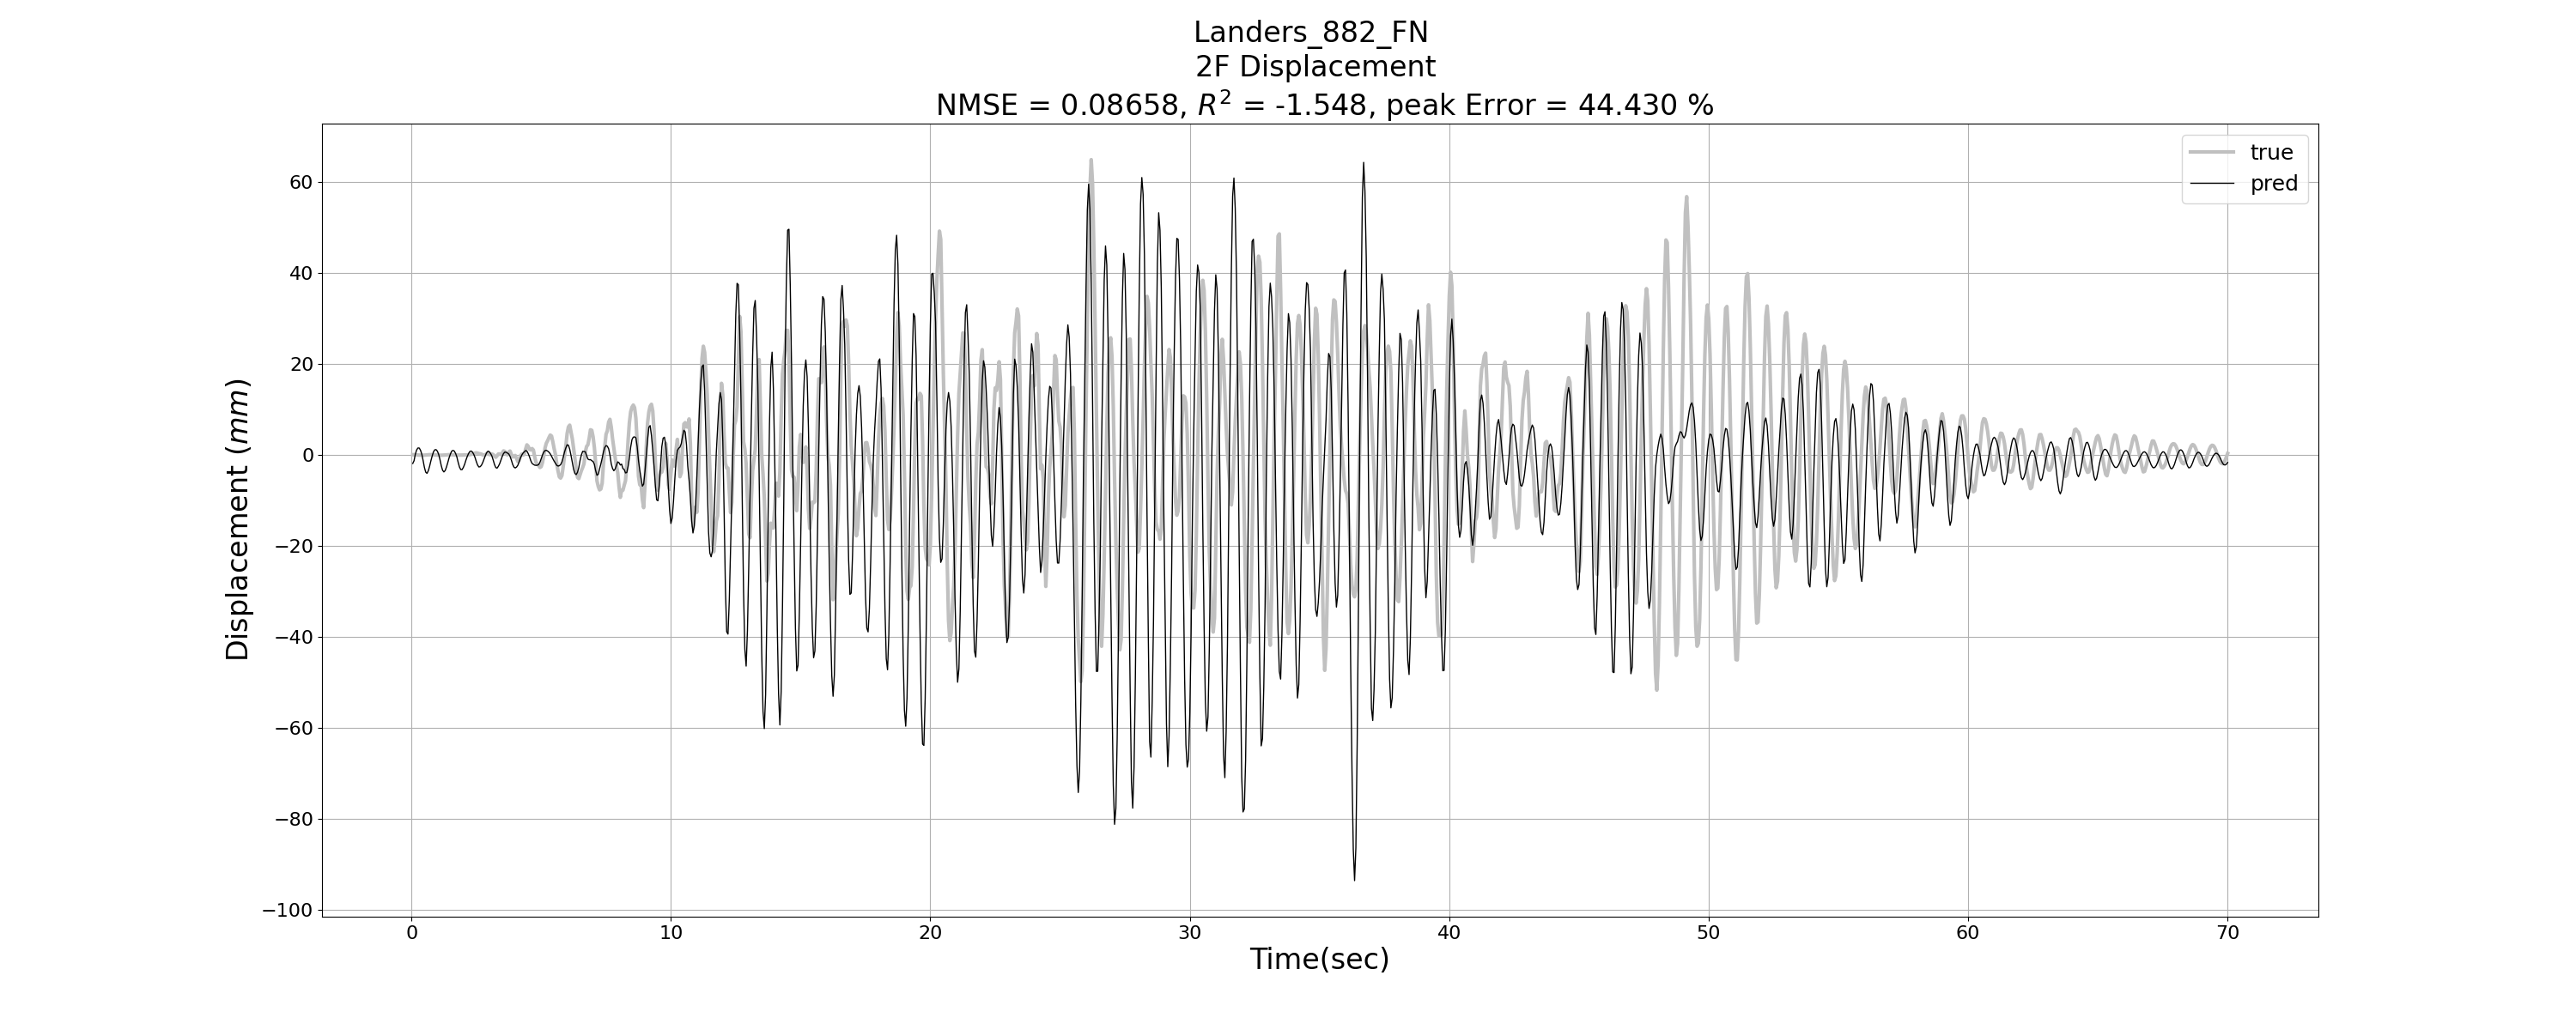 Landers_882_FN
2F Displacement
NMSE = 0.08658, R² = -1.548, peak Error = 44.430 %
true
pred
Displacement (mm)
60
40
20
0
−20
−40
−60
−80
−100
0 10 20 30 40 50 60 70
Time(sec)